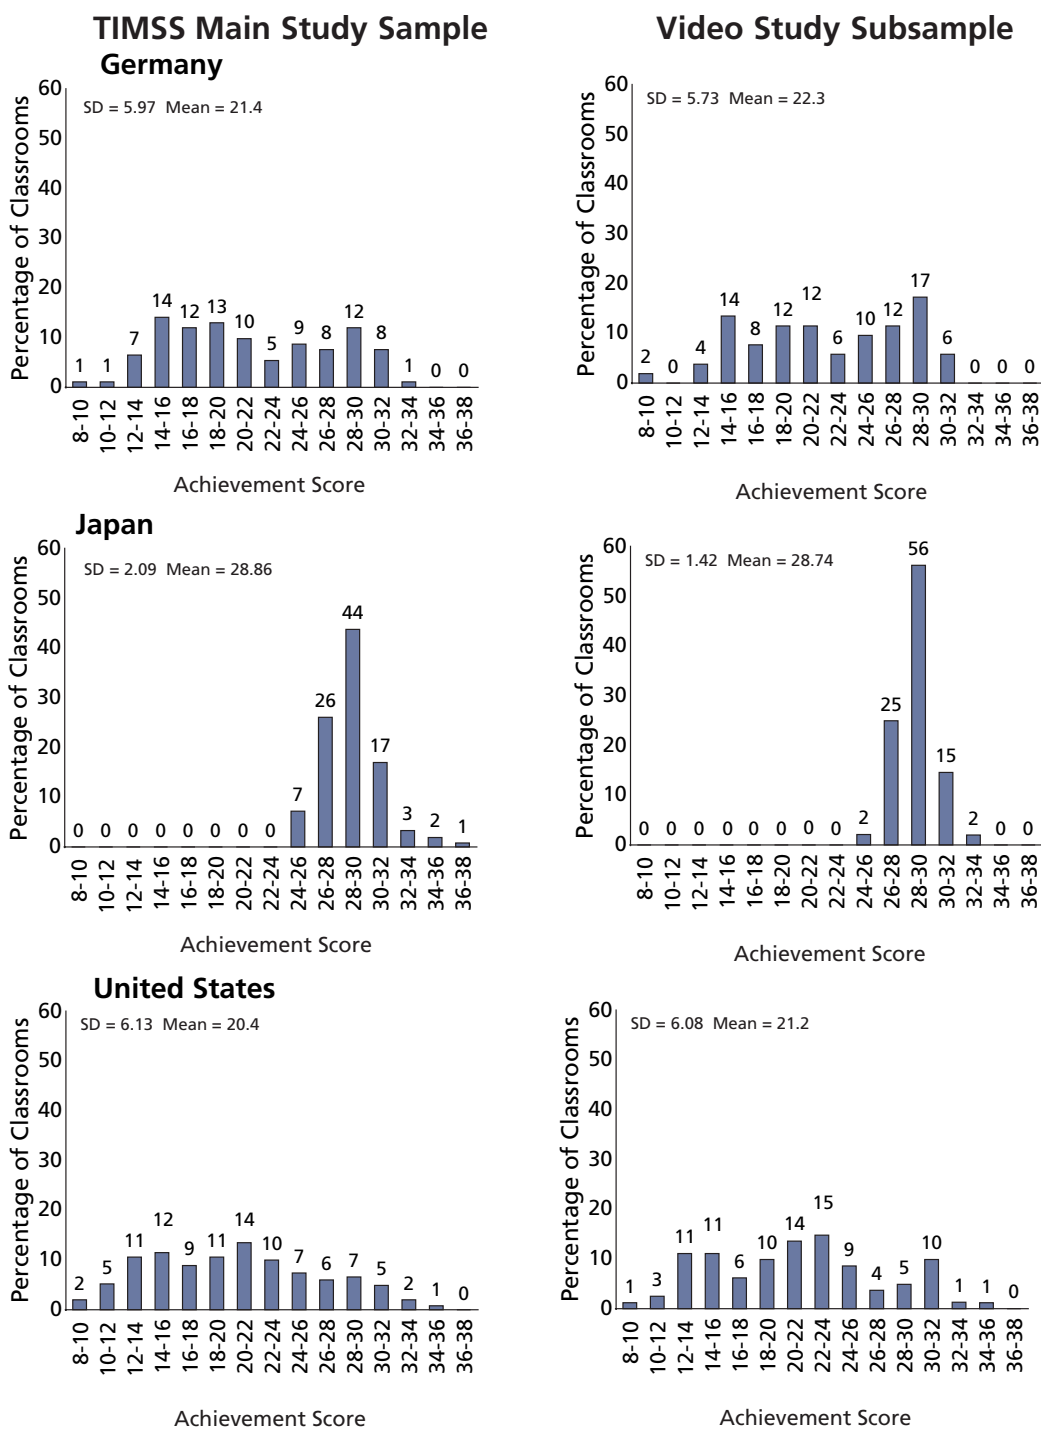 TIMSS Main Study Sample
Video Study Subsample
Germany
SD = 5.97 Mean = 21.4
Percentage of Classrooms
60
50
40
30
20
10
0
1 1 7 14 12 13 10 5 9 8 12 8 1 0 0
8-10 10-12 12-14 14-16 16-18 18-20 20-22 22-24 24-26 26-28 28-30 30-32 32-34 34-36 36-38
Achievement Score
SD = 5.73 Mean = 22.3
Percentage of Classrooms
60
50
40
30
20
10
0
2 0 4 14 8 12 12 6 10 12 17 6 0 0 0
8-10 10-12 12-14 14-16 16-18 18-20 20-22 22-24 24-26 26-28 28-30 30-32 32-34 34-36 36-38
Achievement Score
Japan
SD = 2.09 Mean = 28.86
Percentage of Classrooms
60
50
40
30
20
10
0
0 0 0 0 0 0 0 0 7 26 44 17 3 2 1
8-10 10-12 12-14 14-16 16-18 18-20 20-22 22-24 24-26 26-28 28-30 30-32 32-34 34-36 36-38
Achievement Score
SD = 1.42 Mean = 28.74
Percentage of Classrooms
60
50
40
30
20
10
0
0 0 0 0 0 0 0 0 2 25 56 15 2 0 0
8-10 10-12 12-14 14-16 16-18 18-20 20-22 22-24 24-26 26-28 28-30 30-32 32-34 34-36 36-38
Achievement Score
United States
SD = 6.13 Mean = 20.4
Percentage of Classrooms
60
50
40
30
20
10
0
2 5 11 12 9 11 14 10 7 6 7 5 2 1 0
8-10 10-12 12-14 14-16 16-18 18-20 20-22 22-24 24-26 26-28 28-30 30-32 32-34 34-36 36-38
Achievement Score
SD = 6.08 Mean = 21.2
Percentage of Classrooms
60
50
40
30
20
10
0
1 3 11 11 6 10 14 15 9 4 5 10 1 1 0
8-10 10-12 12-14 14-16 16-18 18-20 20-22 22-24 24-26 26-28 28-30 30-32 32-34 34-36 36-38
Achievement Score